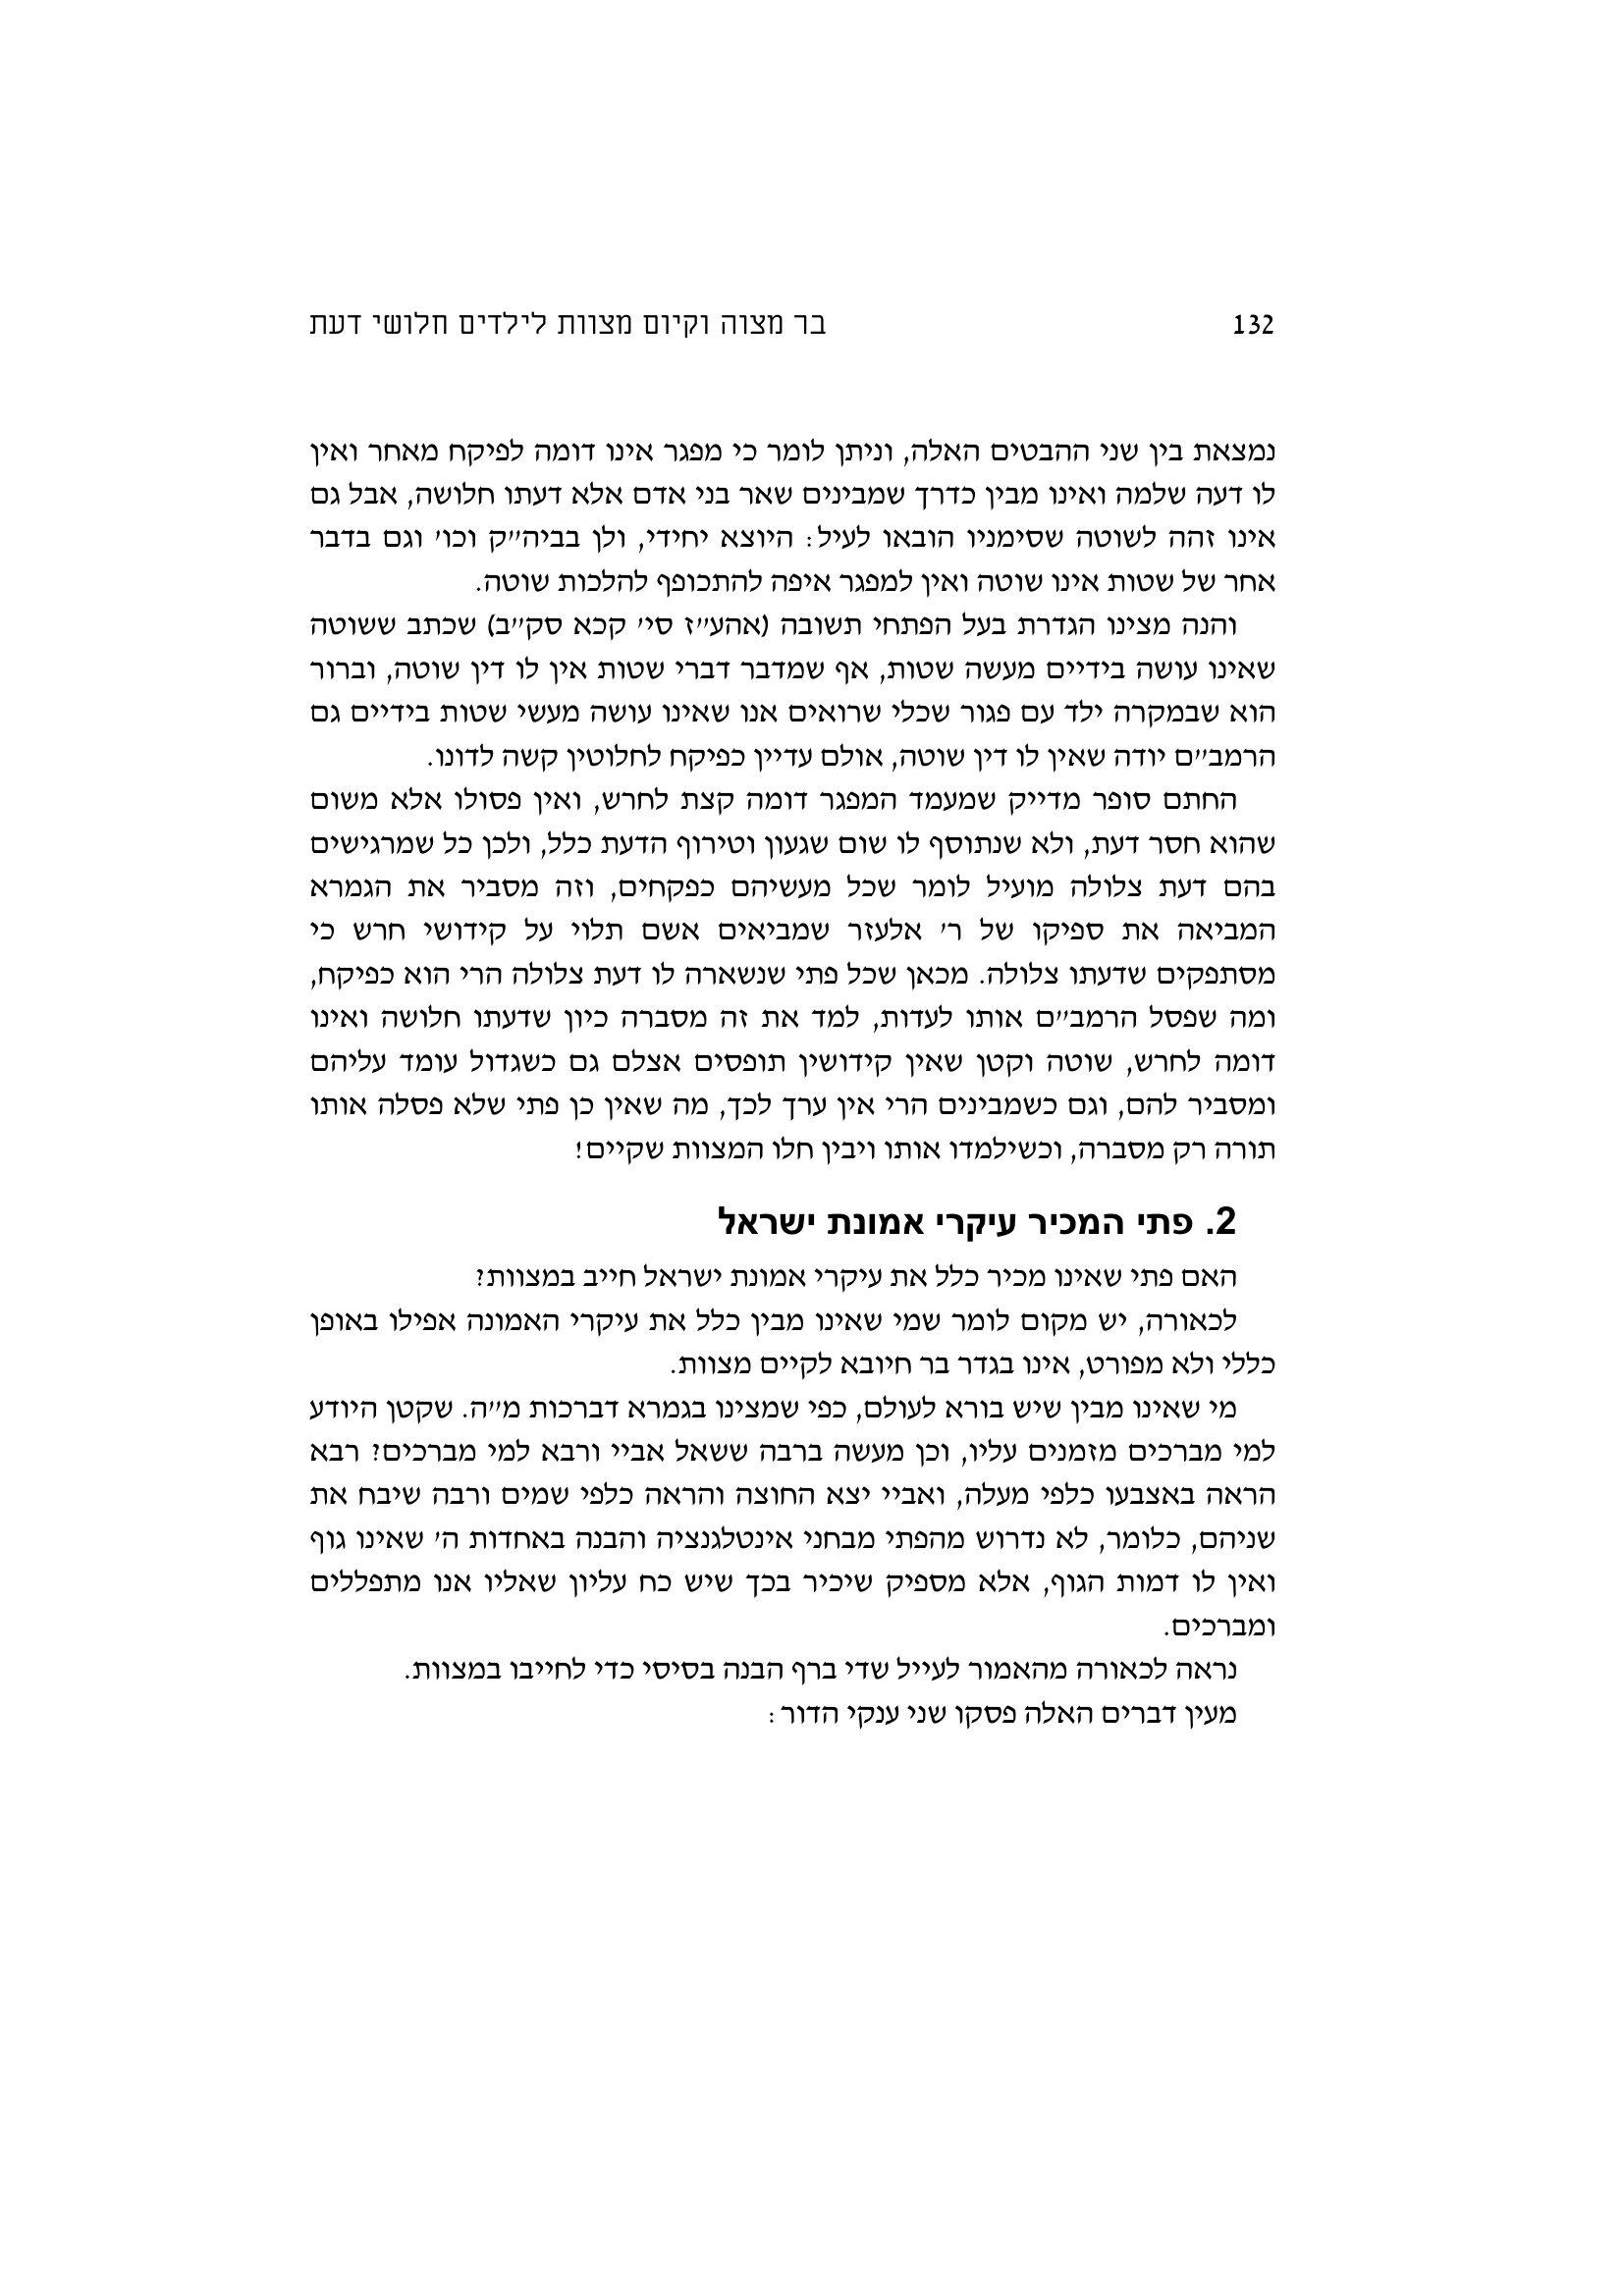 132 בר מצוה וקיום מצוות לילדים חלושי דעת
נמצאת בין שני ההבטים האלה, וניתן לומר כי מפגר אינו דומה לפיקח מאחר ואין
לו דעה שלמה ואינו מבין כדרך שמבינים שאר בני אדם אלא דעתו חלושה, אבל גם
אינו זהה לשוטה שסימניו הובאו לעיל: היוצא יחידי, ולן בביה״ק וכו׳ וגם בדבר
אחר של שטות אינו שוטה ואין למפגר איפה להתכופף להלכות שוטה.
והנה מצינו הגדרת בעל הפתחי תשובה (אהע״ז סי׳ קכא סק״ב) שכתב ששוטה
שאינו עושה בידיים מעשה שטות, אף שמדבר דברי שטות אין לו דין שוטה, וברור
הוא שבמקרה ילד עם פגור שכלי שרואים אנו שאינו עושה מעשי שטות בידיים גם
הרמב״ם יודה שאין לו דין שוטה, אולם עדיין כפיקח לחלוטין קשה לדונו.
החתם סופר מדייק שמעמד המפגר דומה קצת לחרש, ואין פסולו אלא משום
שהוא חסר דעת, ולא שנתוסף לו שום שגעון וטירוף הדעת כלל, ולכן כל שמרגישים
בהם דעת צלולה מועיל לומר שכל מעשיהם כפקחים, וזה מסביר את הגמרא
המביאה את ספיקו של ר׳ אלעזר שמביאים אשם תלוי על קידושי חרש כי
מסתפקים שדעתו צלולה. מכאן שכל פתי שנשארה לו דעת צלולה הרי הוא כפיקח,
ומה שפסל הרמב״ם אותו לעדות, למד את זה מסברה כיון שדעתו חלושה ואינו
דומה לחרש, שוטה וקטן שאין קידושין תופסים אצלם גם כשגדול עומד עליהם
ומסביר להם, וגם כשמבינים הרי אין ערך לכך, מה שאין כן פתי שלא פסלה אותו
תורה רק מסברה, וכשילמדו אותו ויבין חלו המצוות שקיים!
2. פתי המכיר עיקרי אמונת ישראל
האם פתי שאינו מכיר כלל את עיקרי אמונת ישראל חייב במצוות?
לכאורה, יש מקום לומר שמי שאינו מבין כלל את עיקרי האמונה אפילו באופן
כללי ולא מפורט, אינו בגדר בר חיובא לקיים מצוות.
מי שאינו מבין שיש בורא לעולם, כפי שמצינו בגמרא דברכות מ״ה. שקטן היודע
למי מברכים מזמנים עליו, וכן מעשה ברבה ששאל אביי ורבא למי מברכים? רבא
הראה באצבעו כלפי מעלה, ואביי יצא החוצה והראה כלפי שמים ורבה שיבח את
שניהם, כלומר, לא נדרוש מהפתי מבחני אינטלגנציה והבנה באחדות ה׳ שאינו גוף
ואין לו דמות הגוף, אלא מספיק שיכיר בכך שיש כח עליון שאליו אנו מתפללים
ומברכים.
נראה לכאורה מהאמור לעייל שדי ברף הבנה בסיסי כדי לחייבו במצוות.
מעין דברים האלה פסקו שני ענקי הדור: